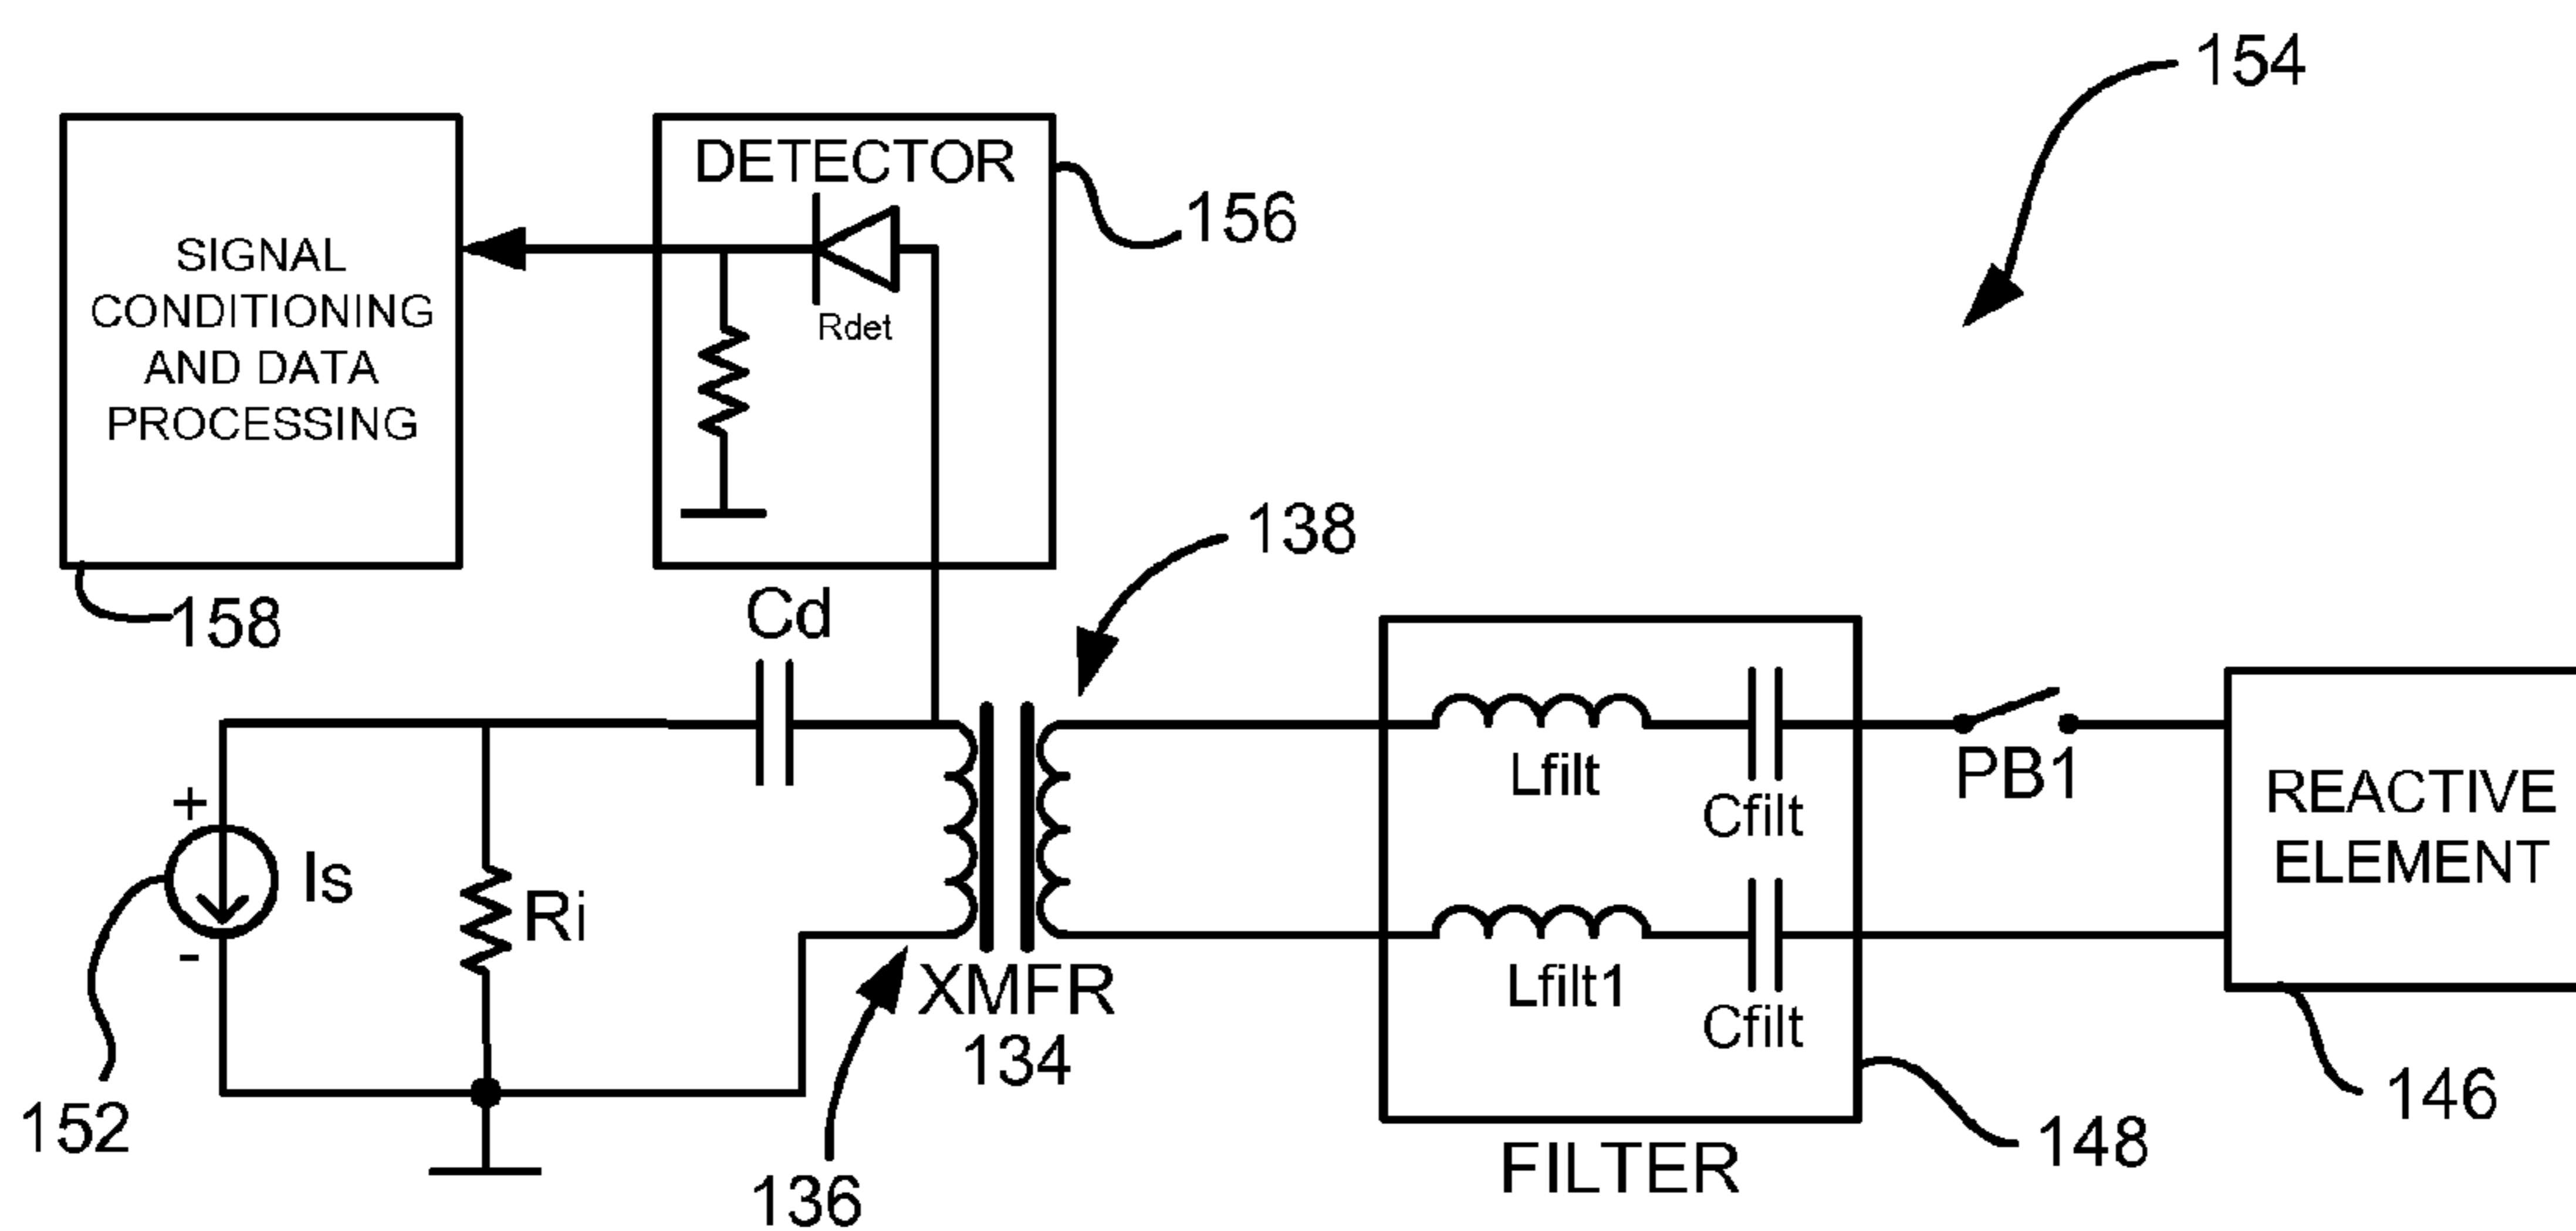 154
DETECTOR
156
SIGNAL
CONDITIONING
AND DATA
PROCESSING
Rdet
158
Cd
138
+
Is
-
Ri
152
XMFR
134
136
Lfilt
Cfilt
Lfilt1
Cfilt
FILTER
148
PB1
REACTIVE
ELEMENT
146